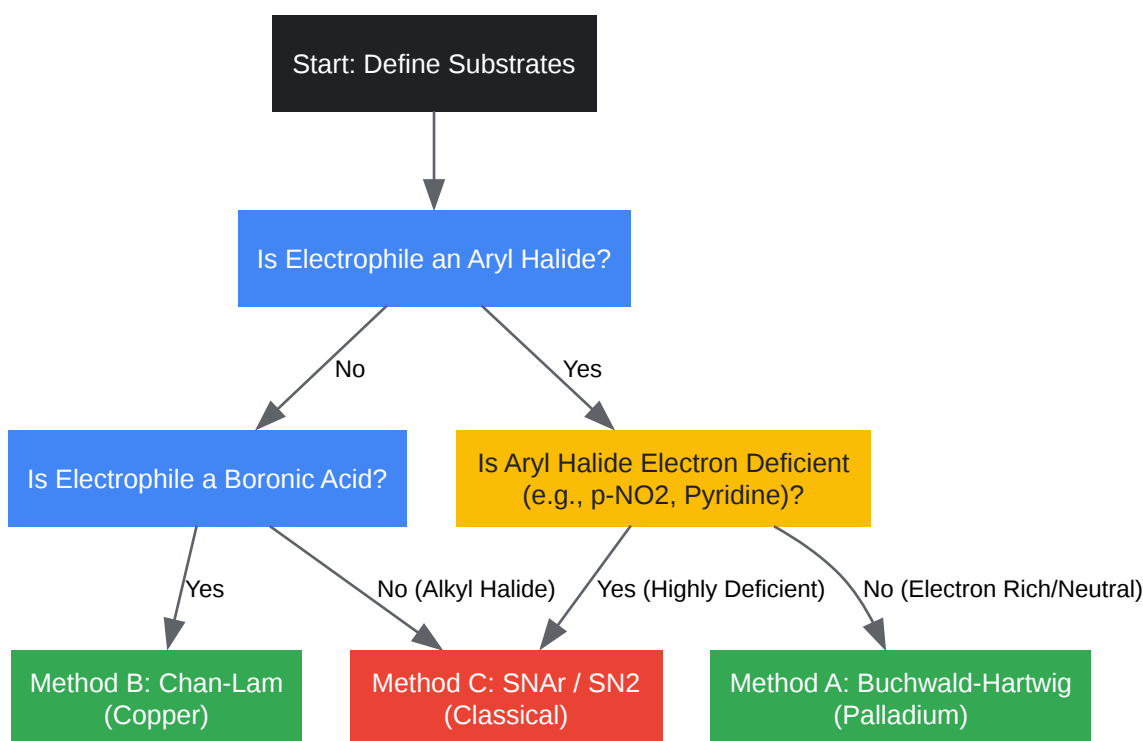 Start: Define Substrates
Is Electrophile an Aryl Halide?
No
Yes
Is Electrophile a Boronic Acid?
Is Aryl Halide Electron Deficient
(e.g., p-NO2, Pyridine)?
Yes
No (Alkyl Halide)
Yes (Highly Deficient)
No (Electron Rich/Neutral)
Method B: Chan-Lam
(Copper)
Method C: SNAr / SN2
(Classical)
Method A: Buchwald-Hartwig
(Palladium)